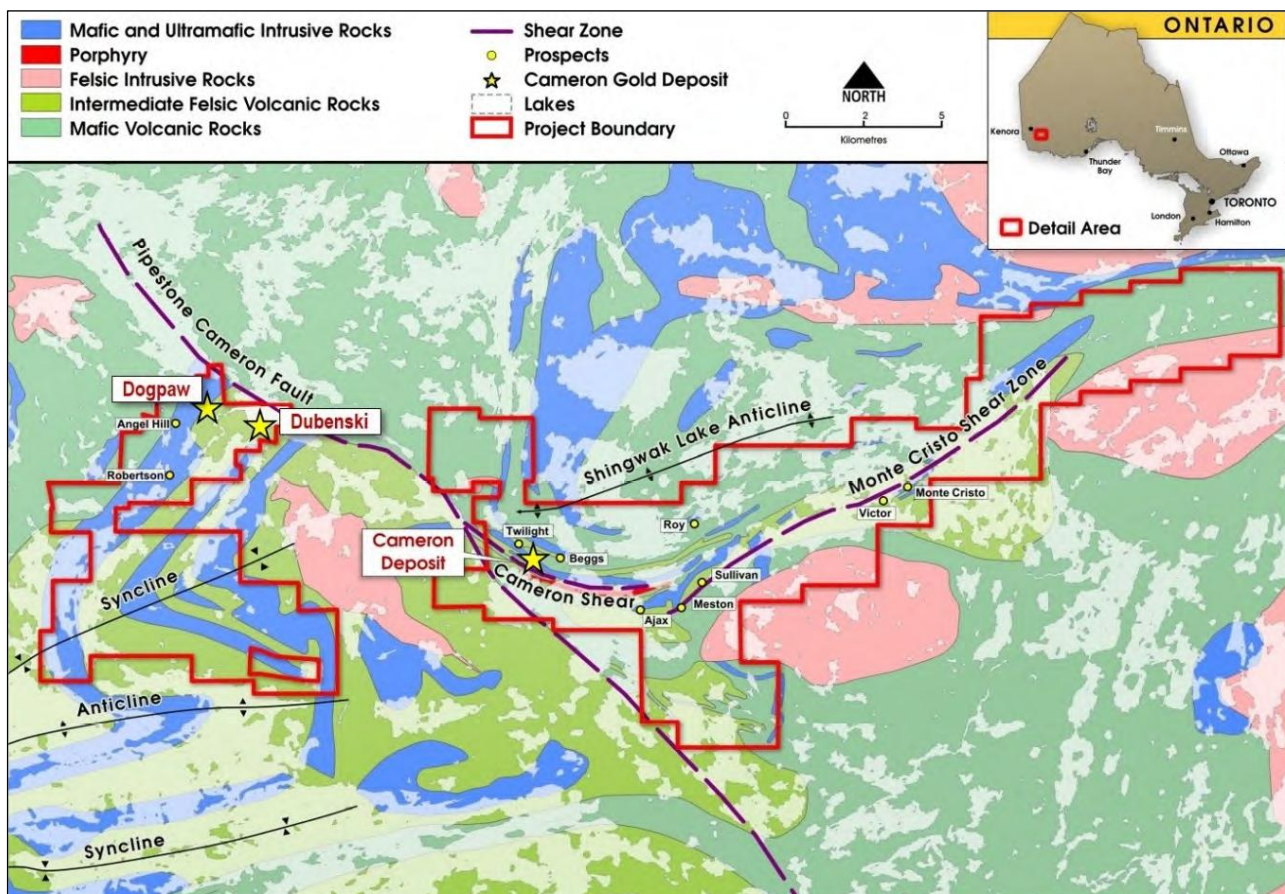 Mafic and Ultramafic Intrusive Rocks
Porphyry
Felsic Intrusive Rocks
Intermediate Felsic Volcanic Rocks
Mafic Volcanic Rocks
Shear Zone
Prospects
Cameron Gold Deposit
Lakes
Project Boundary
NORTH
0 2 5
Kilometres
ONTARIO
Kenora
Timmins
Thunder Bay
Ottawa
TORONTO
London
Hamilton
Detail Area
Pipestone Cameron Fault
Dogpaw
Dubenski
Angel Hill
Robertson
Shingwak Lake Anticline
Monte Cristo Shear Zone
Monte Cristo
Victor
Roy
Twilight
Cameron
Deposit
Beggs
Cameron Shear
Sullivan
Meston
Ajax
Syncline
Anticline
Syncline